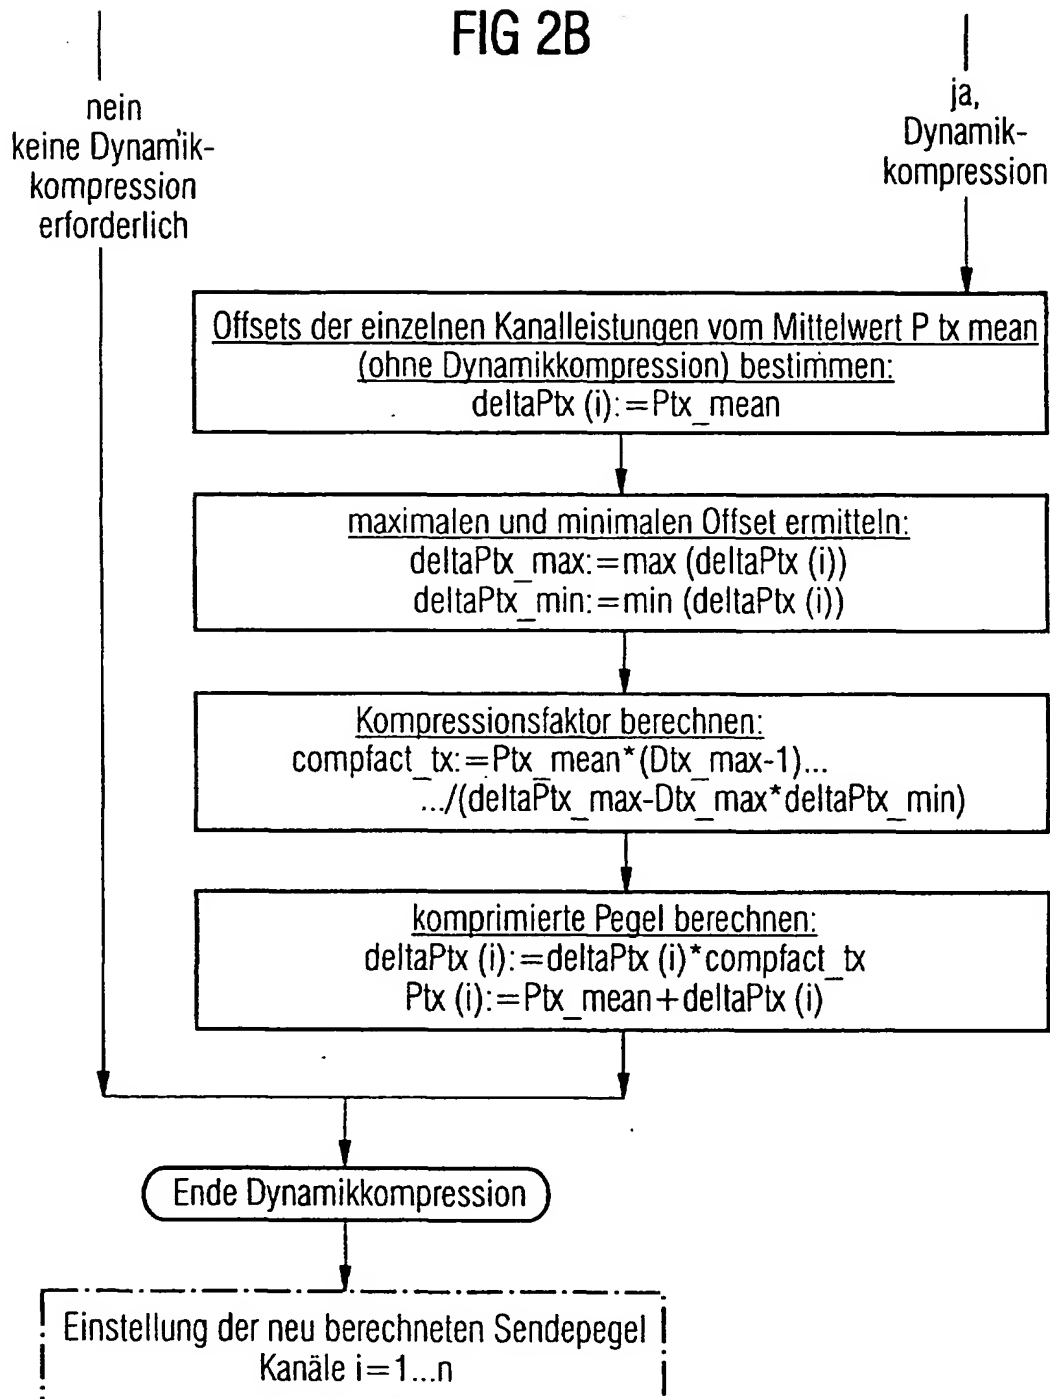 FIG 2B
nein
keine Dynamik-
kompression
erforderlich
ja,
Dynamik-
kompression
Offsets der einzelnen Kanalleistungen vom Mittelwert P tx mean
(ohne Dynamikkompression) bestimmen:
deltaPtx (i):=Ptx_mean
maximalen und minimalen Offset ermitteln:
deltaPtx_max:=max (deltaPtx (i))
deltaPtx_min:=min (deltaPtx (i))
Kompressionsfaktor berechnen:
compfact_tx:=Ptx_mean*(Dtx_max-1)...
.../(deltaPtx_max-Dtx_max*deltaPtx_min)
komprimierte Pegel berechnen:
deltaPtx (i):=deltaPtx (i)*compfact_tx
Ptx (i):=Ptx_mean+deltaPtx (i)
Ende Dynamikkompression
Einstellung der neu berechneten Sendepegel
Kanäle i=1...n